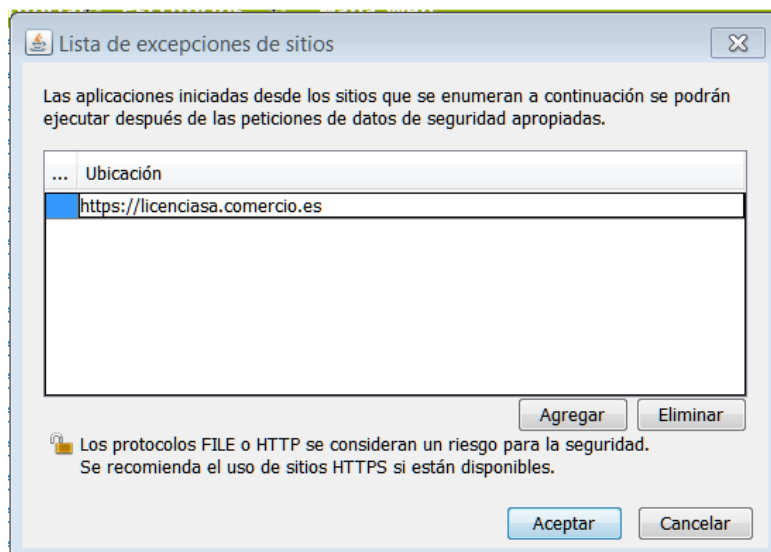 Lista de excepciones de sitios
Las aplicaciones iniciadas desde los sitios que se enumeran a continuación se podrán
ejecutar después de las peticiones de datos de seguridad apropiadas.
... Ubicación
https://licenciasa.comercio.es
Agregar Eliminar
Los protocolos FILE o HTTP se consideran un riesgo para la seguridad.
Se recomienda el uso de sitios HTTPS si están disponibles.
Aceptar Cancelar